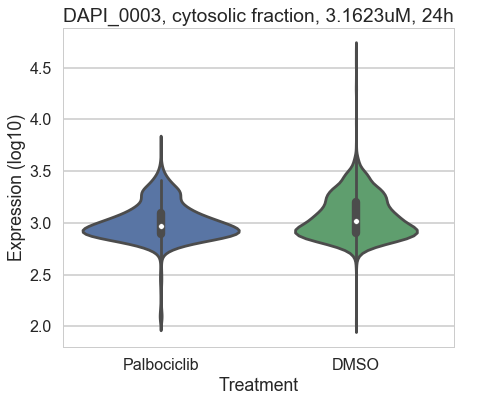 DAPI_0003, cytosolic fraction, 3.1623uM, 24h
4.5
4.0
3.5
3.0
2.5
2.0
Expression (log10)
Palbociclib
DMSO
Treatment